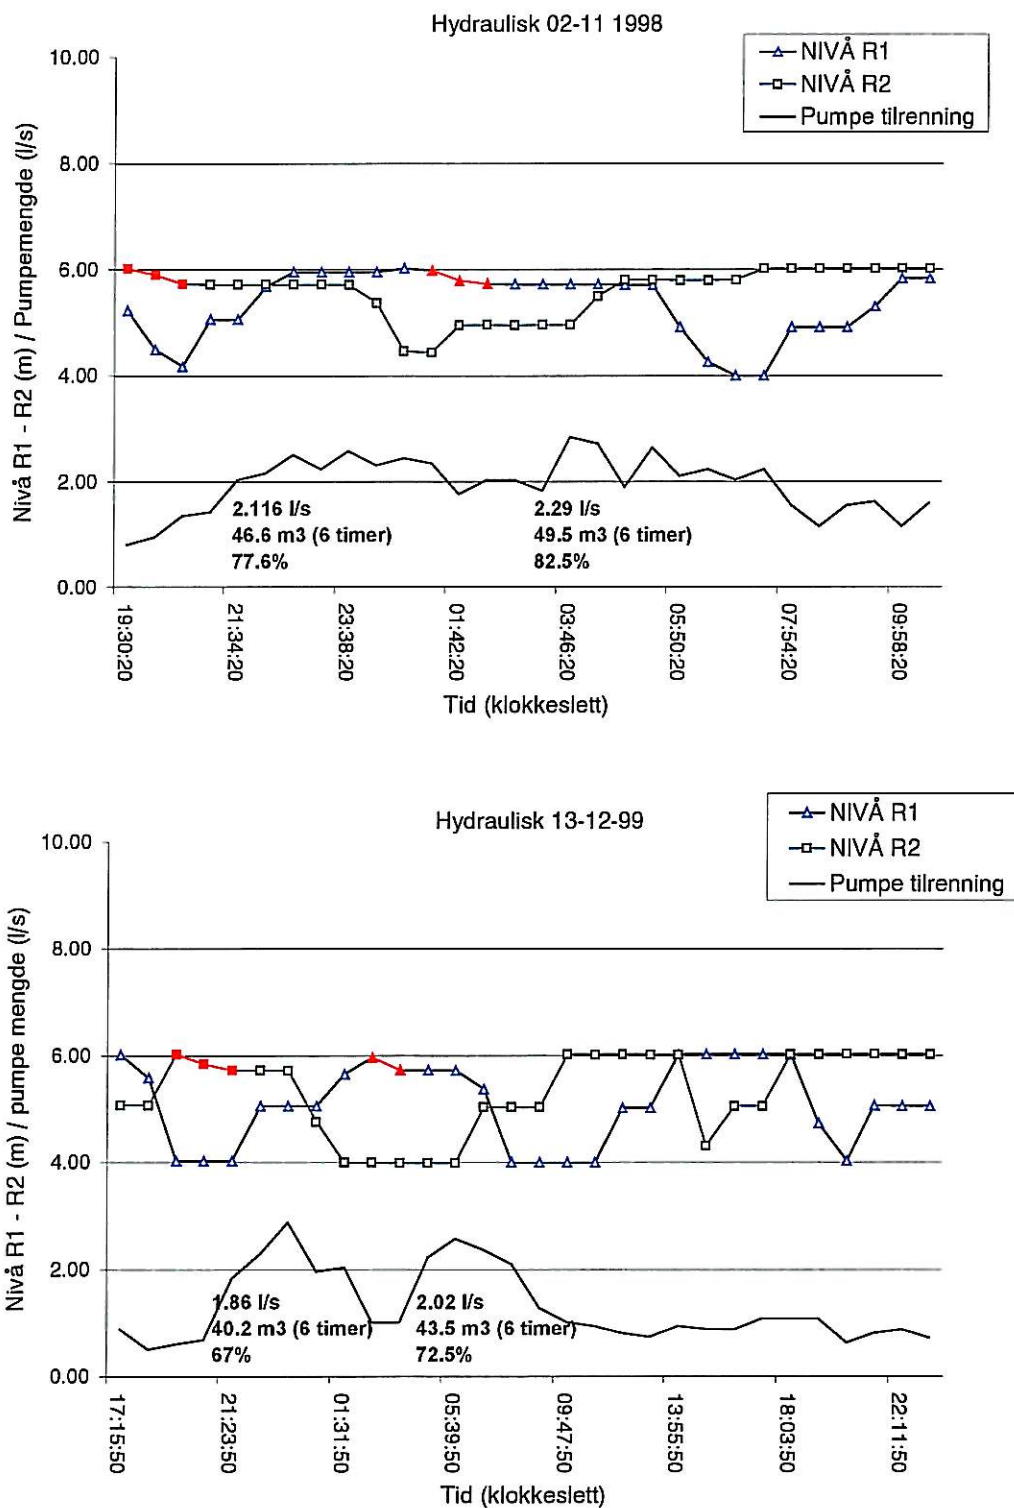 Hydraulisk 02-11 1998
NIVÅ R1
NIVÅ R2
Pumpe tilrenning
Nivå R1 - R2 (m) / Pumpemengde (l/s)
10.00
8.00
6.00
4.00
2.00
0.00
2.116 l/s
46.6 m3 (6 timer)
77.6%
2.29 l/s
49.5 m3 (6 timer)
82.5%
19:30:20
21:34:20
23:38:20
01:42:20
03:46:20
05:50:20
07:54:20
09:58:20
Tid (klokkeslett)
Hydraulisk 13-12-99
NIVÅ R1
NIVÅ R2
Pumpe tilrenning
Nivå R1 - R2 (m) / pumpe mengde (l/s)
10.00
8.00
6.00
4.00
2.00
0.00
1.86 l/s
40.2 m3 (6 timer)
67%
2.02 l/s
43.5 m3 (6 timer)
72.5%
17:15:50
21:23:50
01:31:50
05:39:50
09:47:50
13:55:50
18:03:50
22:11:50
Tid (klokkeslett)